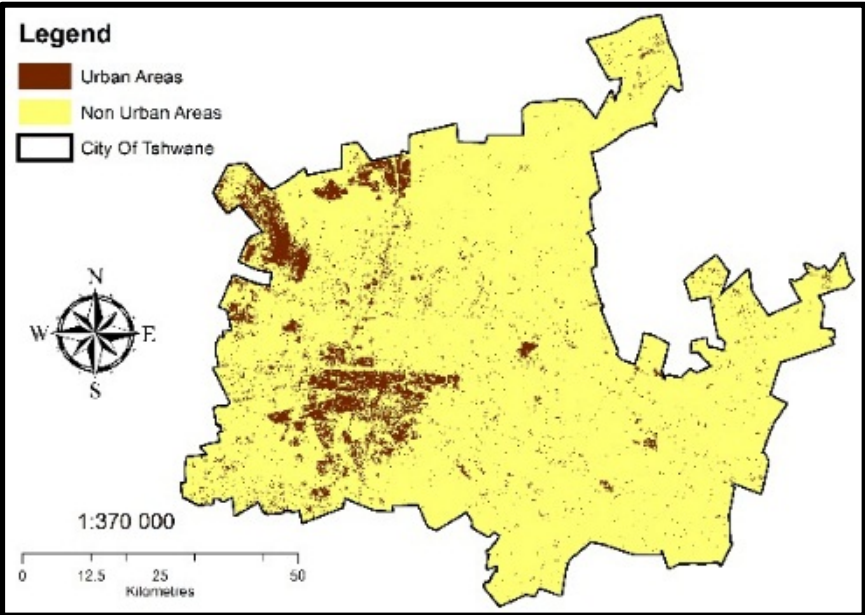 Legend
Urban Areas
Non Urban Areas
City Of Tshwane
N
W E
S
1:370 000
0 12.5 25 50
Kilometres